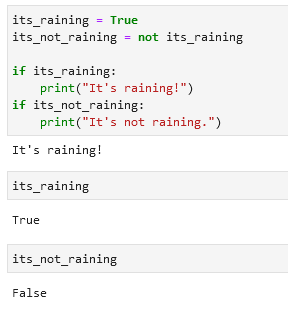 its_raining = True
its_not_raining = not its_raining
if its_raining:
    print("It's raining!")
if its_not_raining:
    print("It's not raining.")
It's raining!
its_raining
True
its_not_raining
False